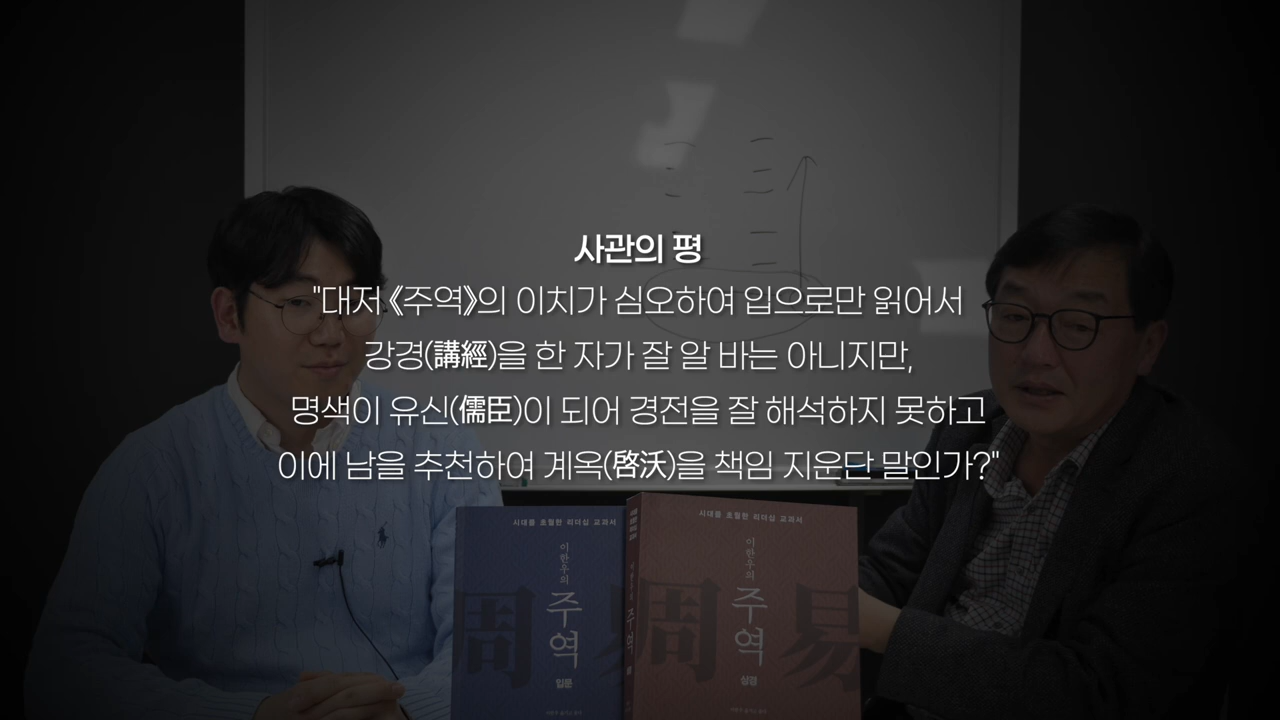 사관의 평
"대저 《주역》의 이치가 심오하여 입으로만 읽어서
강경(講經)을 한 자가 잘 알 바는 아니지만,
명색이 유신(儒臣)이 되어 경전을 잘 해석하지 못하고
이에 남을 추천하여 계옥(啓沃)을 책임 지운단 말인가?"
시대를 초월한 리더십 교과서
이한우의
주역
周
입문
시대를 초월한 리더십 교과서
이한우의
주역
周易
상경